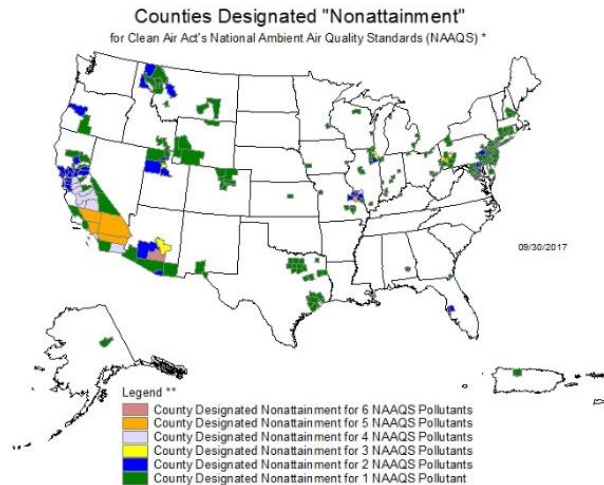 Counties Designated "Nonattainment"
for Clean Air Act's National Ambient Air Quality Standards (NAAQS) *
09/30/2017
Legend **
County Designated Nonattainment for 6 NAAQS Pollutants
County Designated Nonattainment for 5 NAAQS Pollutants
County Designated Nonattainment for 4 NAAQS Pollutants
County Designated Nonattainment for 3 NAAQS Pollutants
County Designated Nonattainment for 2 NAAQS Pollutants
County Designated Nonattainment for 1 NAAQS Pollutant